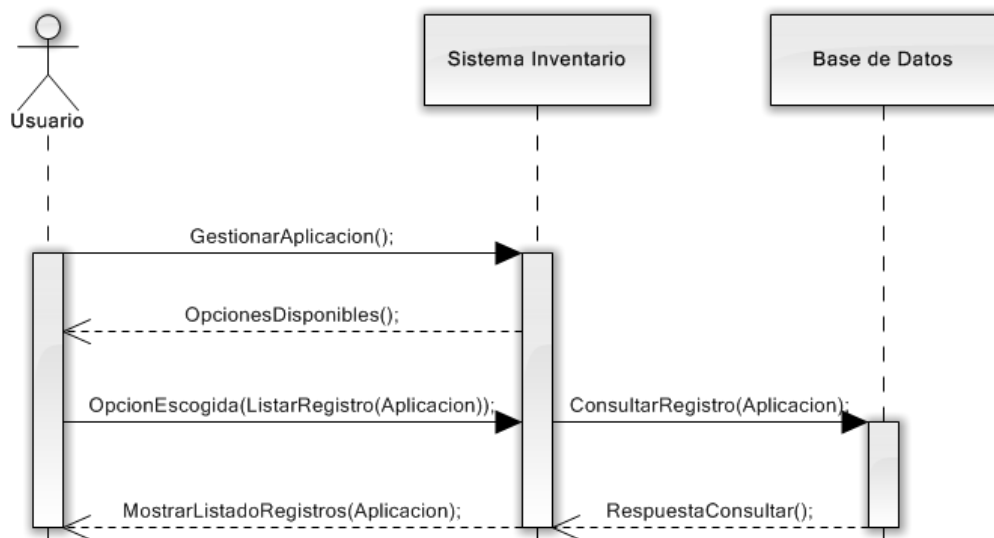 Usuario
Sistema Inventario
Base de Datos
GestionarAplicacion();
OpcionesDisponibles();
OpcionEscogida(ListarRegistro(Aplicacion));
ConsultarRegistro(Aplicacion);
MostrarListadoRegistros(Aplicacion);
RespuestaConsultar();